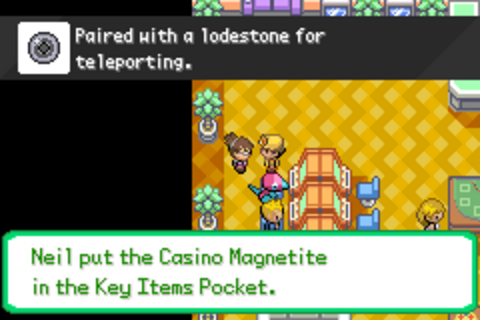 Paired with a lodestone for
teleporting.
Neil put the Casino Magnetite
in the Key Items Pocket.